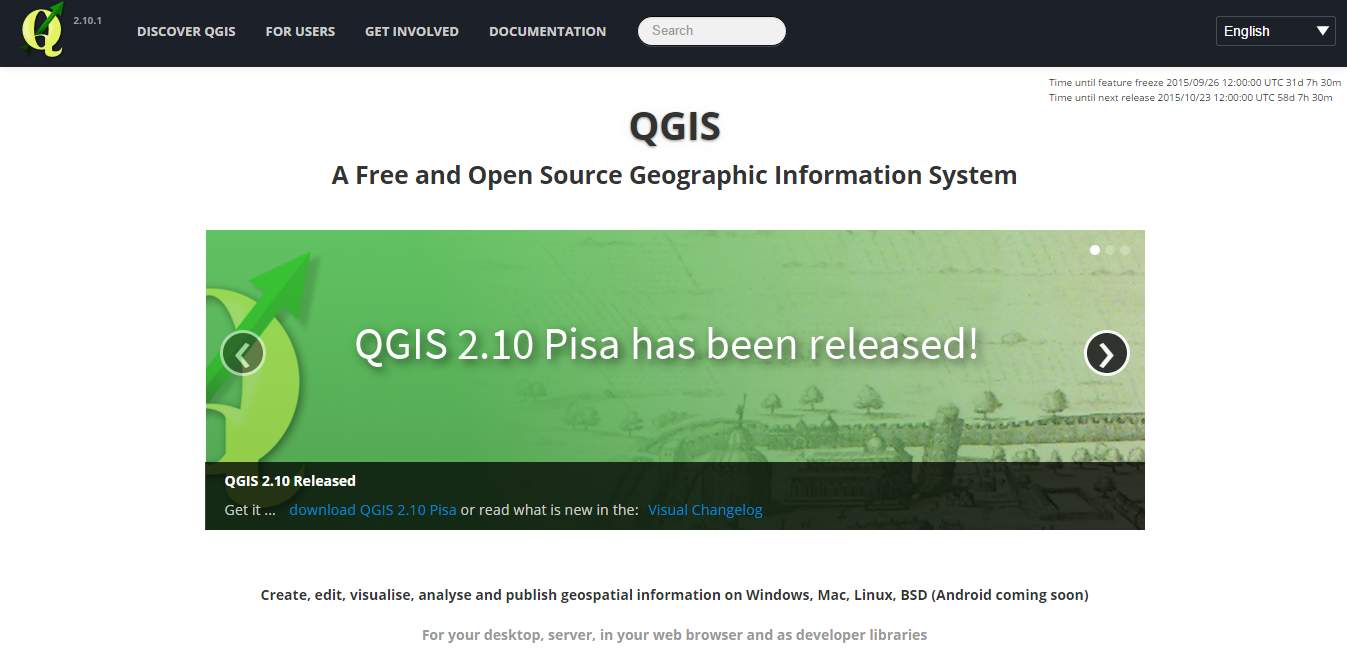 2.10.1
DISCOVER QGIS FOR USERS GET INVOLVED DOCUMENTATION Search English
Time until feature freeze 2015/09/26 12:00:00 UTC 31d 7h 30m
Time until next release 2015/10/23 12:00:00 UTC 58d 7h 30m
QGIS
A Free and Open Source Geographic Information System
QGIS 2.10 Pisa has been released!
QGIS 2.10 Released
Get it ... download QGIS 2.10 Pisa or read what is new in the: Visual Changelog
Create, edit, visualise, analyse and publish geospatial information on Windows, Mac, Linux, BSD (Android coming soon)
For your desktop, server, in your web browser and as developer libraries